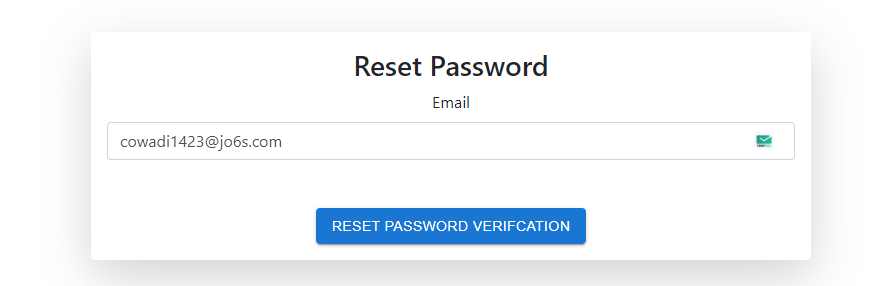 Reset Password
Email
cowadi1423@jo6s.com
RESET PASSWORD VERIFCATION